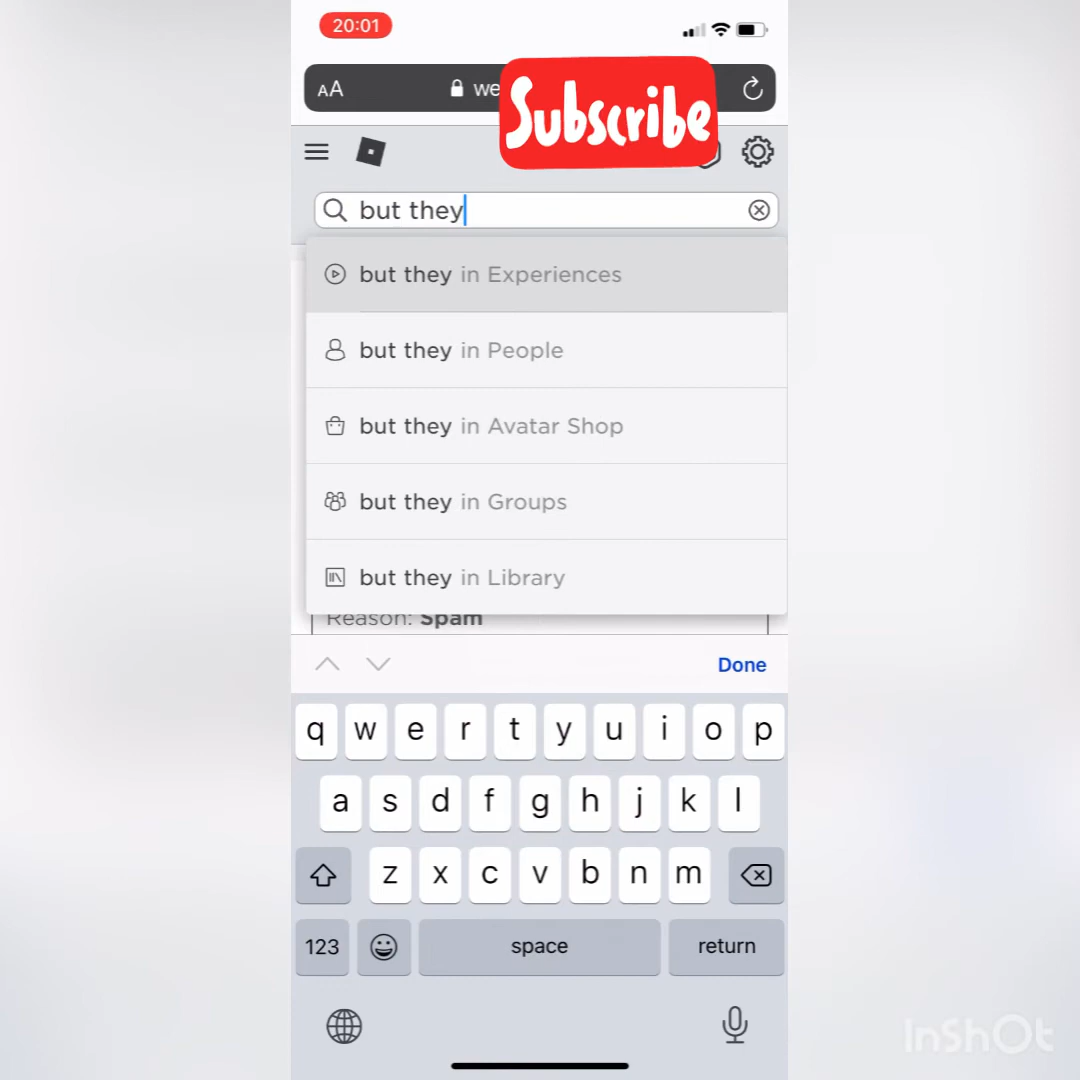 20:01
AA we
Subscribe
but they
but they in Experiences
but they in People
but they in Avatar Shop
but they in Groups
but they in Library
Reason: Spam
Done
q w e r t y u i o p
a s d f g h j k l
z x c v b n m
123 space return
InShOt